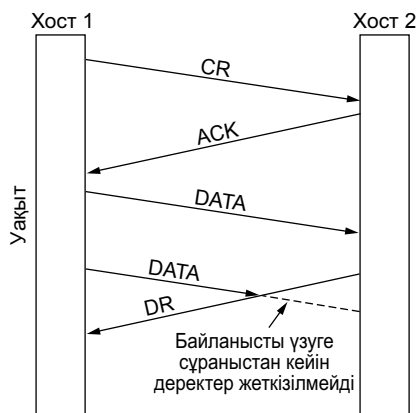 Хост 1
Хост 2
CR
ACK
Уақыт
DATA
DATA
DR
Байланысты үзуге
сұраныстан кейін
деректер жеткізілмейді